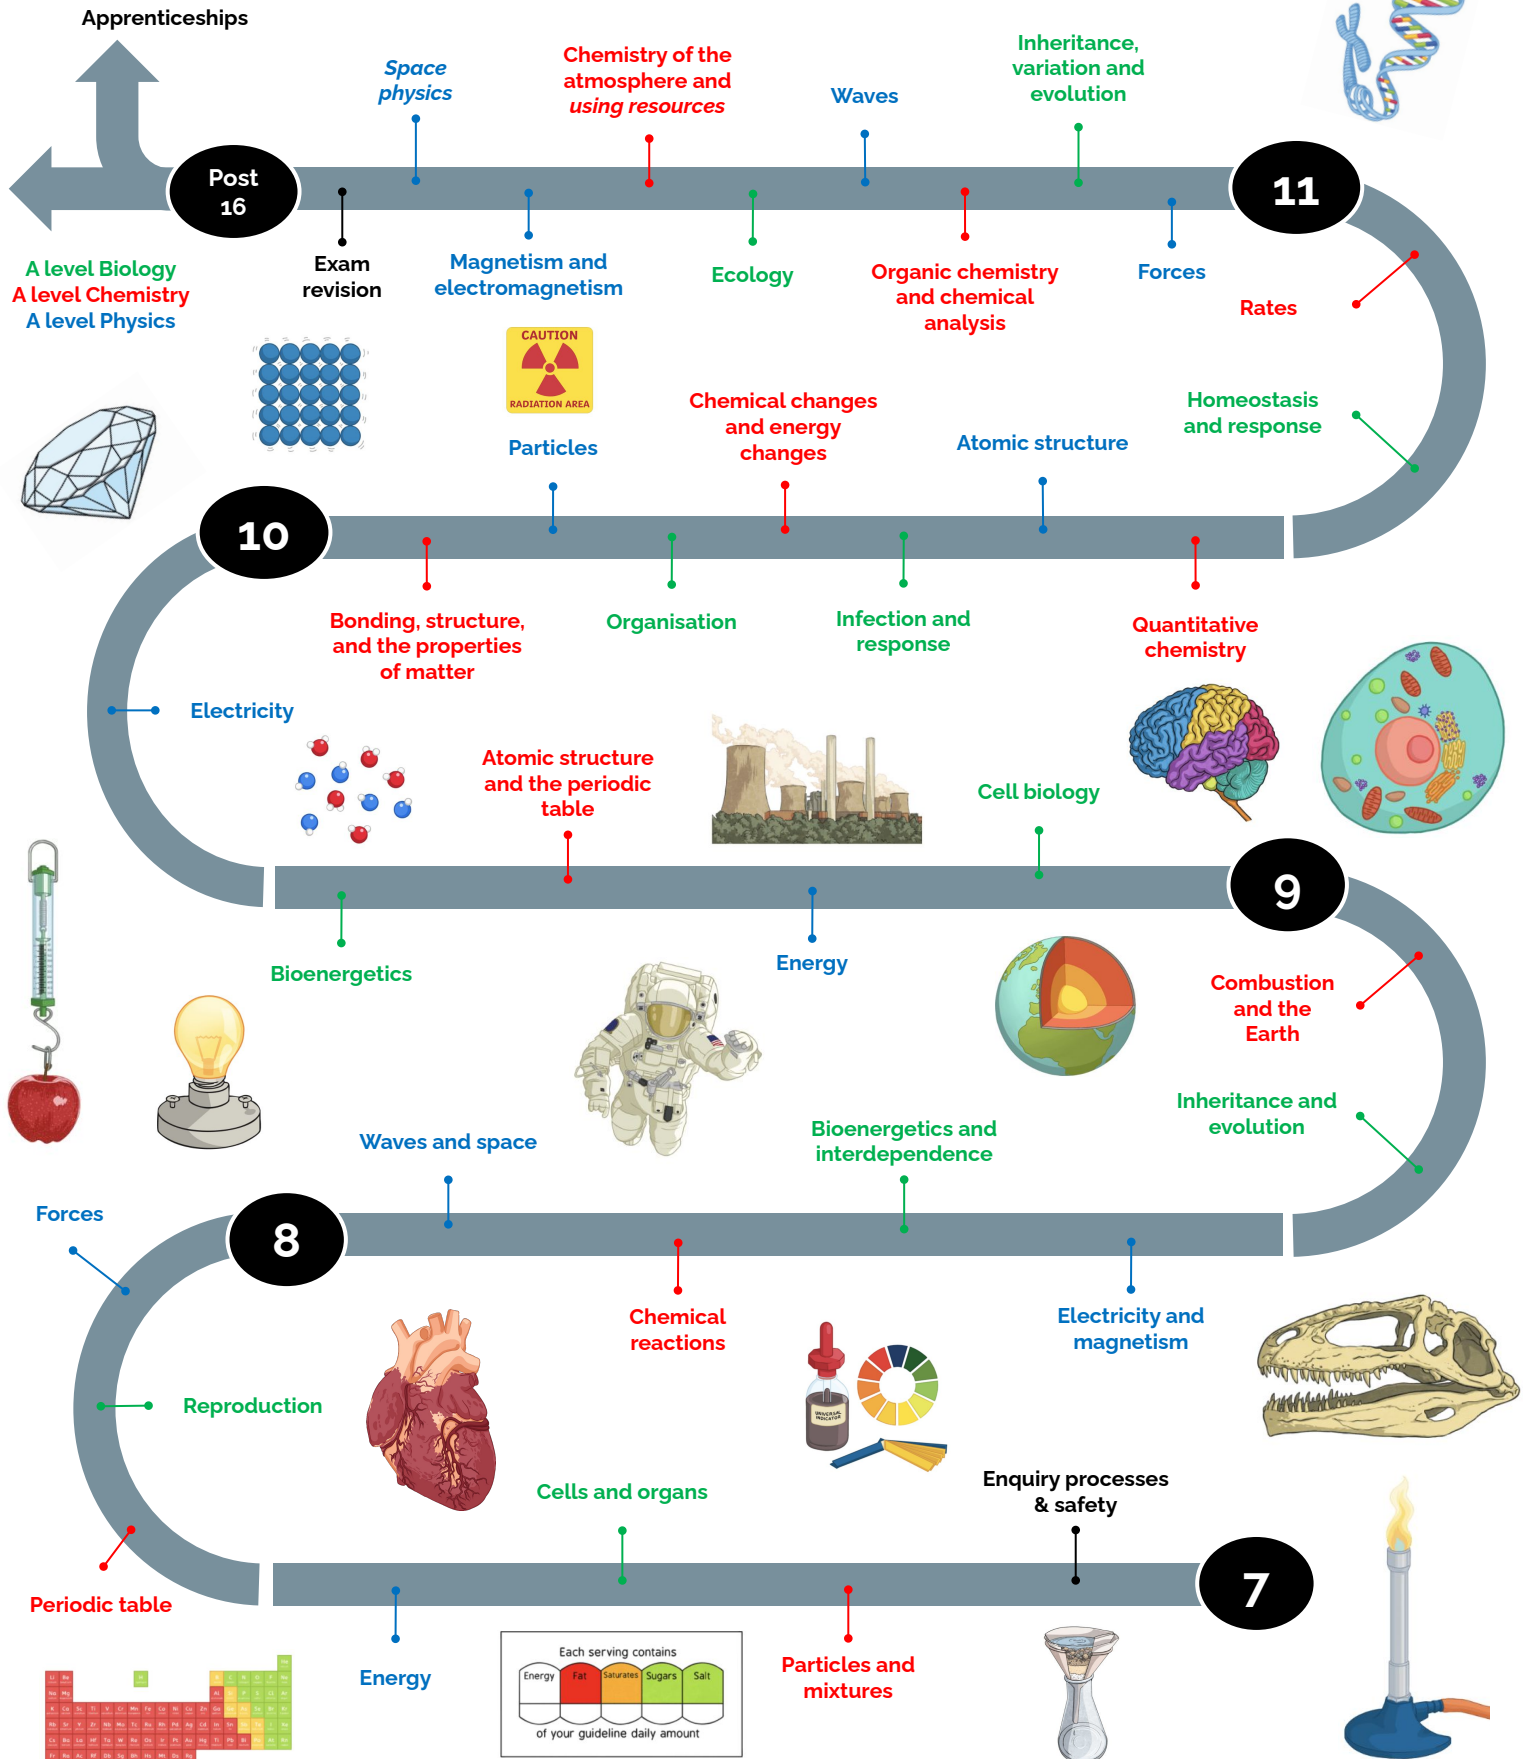 Apprenticeships
Space
physics
Chemistry of the
atmosphere and
using resources
Waves
Inheritance,
variation and
evolution
Post
16
11
A level Biology
A level Chemistry
A level Physics
Exam
revision
Magnetism and
electromagnetism
Ecology
Organic chemistry
and chemical
analysis
Forces
Rates
CAUTION
RADIATION AREA
Particles
Chemical changes
and energy
changes
Atomic structure
Homeostasis
and response
10
Bonding, structure,
and the properties
of matter
Organisation
Infection and
response
Quantitative
chemistry
Electricity
Atomic structure
and the periodic
table
Cell biology
9
Bioenergetics
Energy
Combustion
and the
Earth
Inheritance and
evolution
Waves and space
Bioenergetics and
interdependence
Forces
8
Chemical
reactions
Electricity and
magnetism
UNIVERSAL
INDICATOR
Reproduction
Cells and organs
Enquiry processes
& safety
7
Periodic table
Energy
Each serving contains
Energy Fat Saturates Sugars Salt
of your guideline daily amount
Particles and
mixtures